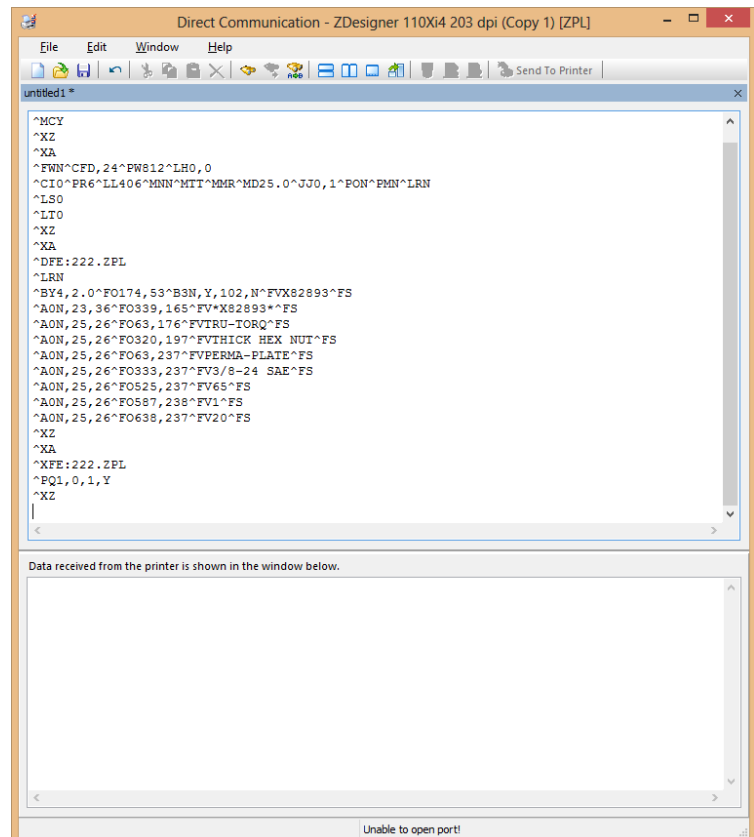 Direct Communication - ZDesigner 110Xi4 203 dpi (Copy 1) [ZPL]
File Edit Window Help
Send To Printer
untitled1 *
^MCY
^XZ
^XA
^FWN^CFD,24^PW812^LH0,0
^CI0^PR6^LL406^MNN^MTT^MMR^MD25.0^JJ0,1^PON^PMN^LRN
^LS0
^LT0
^XZ
^XA
^DFE:222.ZPL
^LRN
^BY4,2.0^FO174,53^B3N,Y,102,N^FVX82893^FS
^A0N,23,36^FO339,165^FV*X82893*^FS
^A0N,25,26^FO63,176^FVTRU-TORQ^FS
^A0N,25,26^FO320,197^FVTHICK HEX NUT^FS
^A0N,25,26^FO63,237^FVPERMA-PLATE^FS
^A0N,25,26^FO333,237^FV3/8-24 SAE^FS
^A0N,25,26^FO525,237^FV65^FS
^A0N,25,26^FO587,238^FV1^FS
^A0N,25,26^FO638,237^FV20^FS
^XZ
^XA
^XFE:222.ZPL
^PQ1,0,1,Y
^XZ
Data received from the printer is shown in the window below.
Unable to open port!